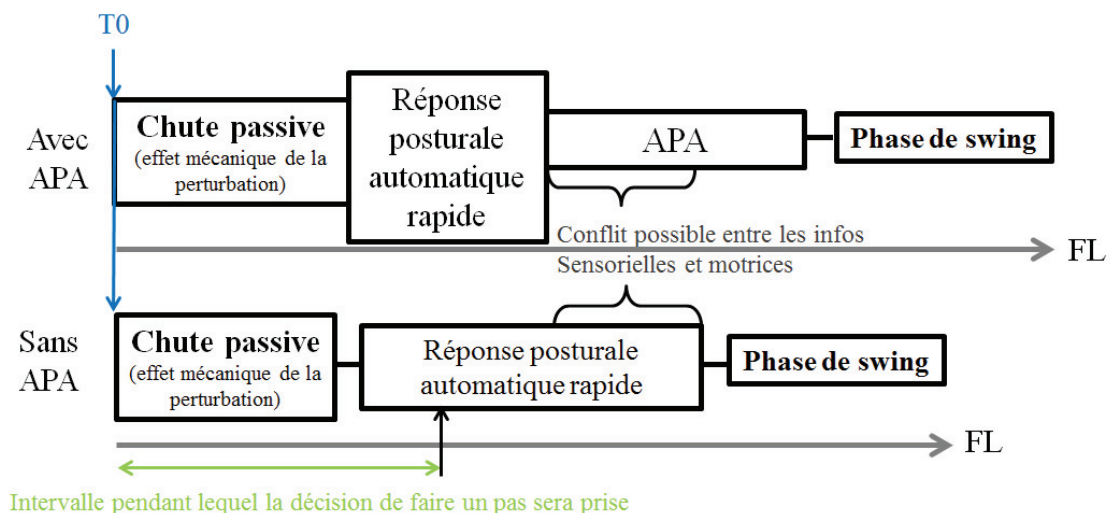 T0
Avec
APA
Chute passive
(effet mécanique de la
perturbation)
Réponse
posturale
automatique
rapide
APA
Phase de swing
Conflit possible entre les infos
Sensorielles et motrices
FL
Sans
APA
Chute passive
(effet mécanique de la
perturbation)
Réponse posturale
automatique rapide
Phase de swing
FL
Intervalle pendant lequel la décision de faire un pas sera prise